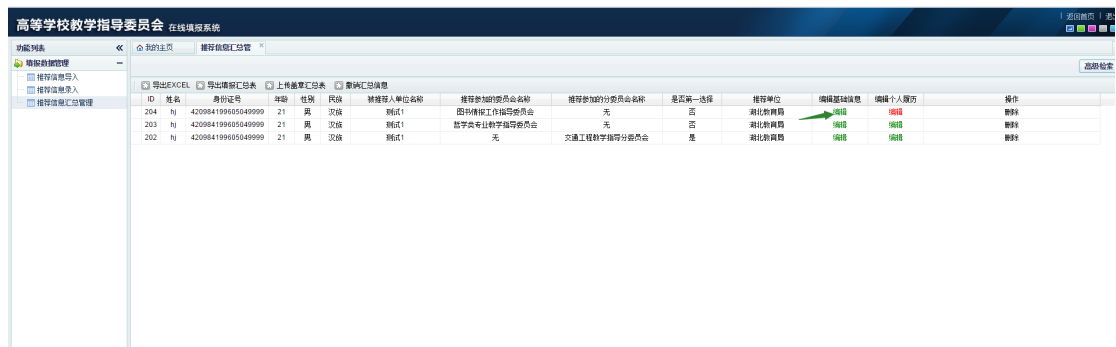 高等学校教学指导委员会 在线填报系统
返回首页
功能列表
我的主页 推荐信息汇总管
填报数据管理
推荐信息导入
推荐信息录入
推荐信息汇总管理
高级检索
导出EXCEL 导出填报汇总表 上传盖章汇总表 撤销汇总信息
ID 姓名 身份证号 年龄 性别 民族 被推荐人单位名称 推荐参加的委员会名称 推荐参加的分委员会名称 是否第一选择 推荐单位 编辑基础信息 编辑个人履历 操作
204 hj 420984199605049999 21 男 汉族 测试1 图书情报工作指导委员会 无 否 湖北教育局 编辑 编辑 删除
203 hj 420984199605049999 21 男 汉族 测试1 哲学类专业教学指导委员会 无 否 湖北教育局 编辑 编辑 删除
202 hj 420984199605049999 21 男 汉族 测试1 无 交通工程教学指导分委员会 是 湖北教育局 编辑 编辑 删除